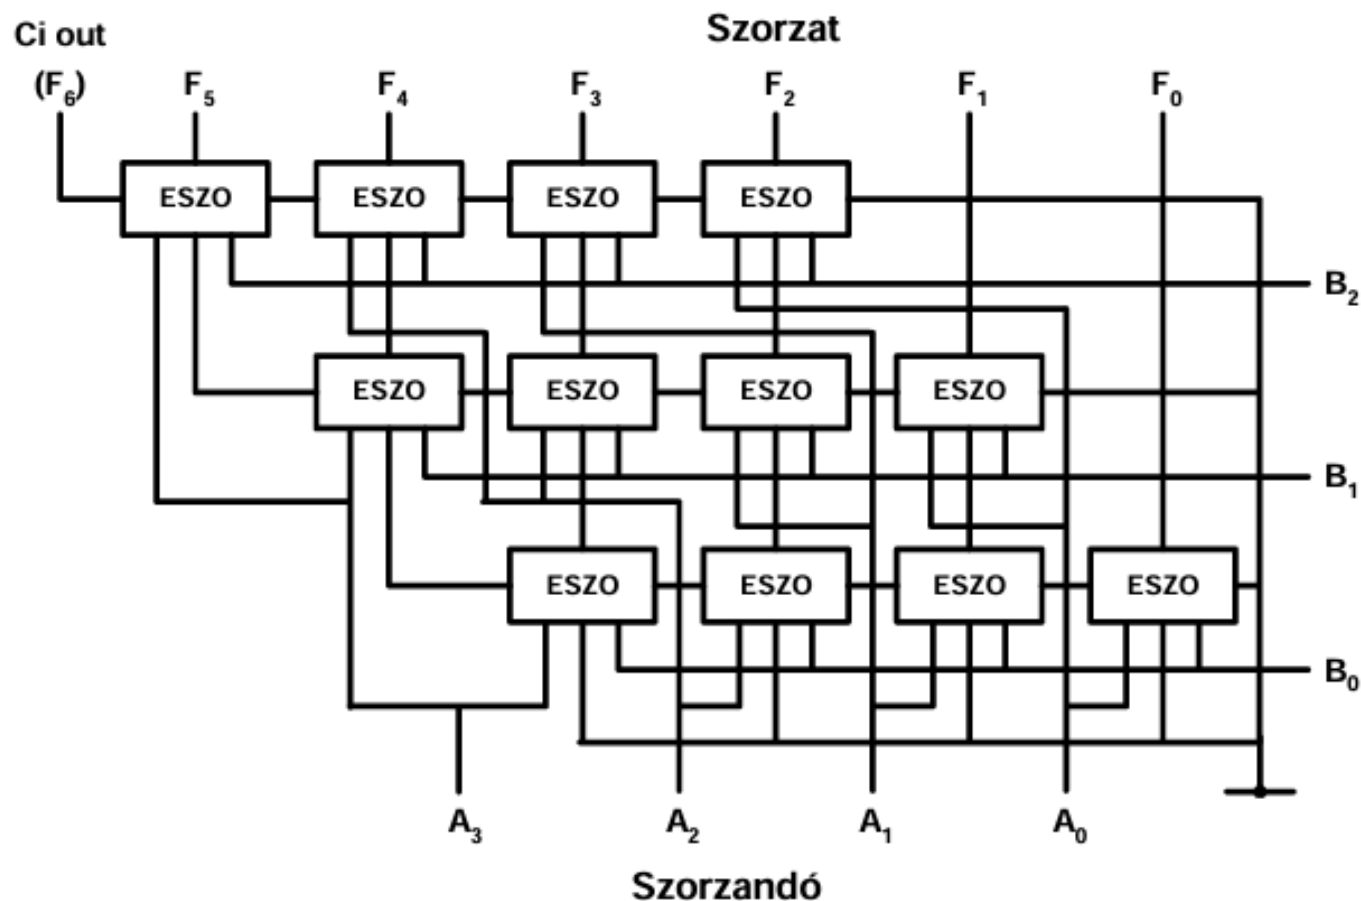 Ci out
Szorzat
(F₆) F₅ F₄ F₃ F₂ F₁ F₀
ESZO ESZO ESZO ESZO
B₂
ESZO ESZO ESZO ESZO
B₁
ESZO ESZO ESZO ESZO
B₀
A₃ A₂ A₁ A₀
Szorzandó